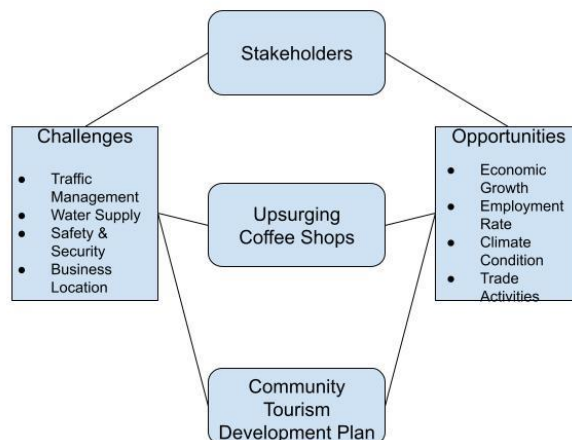 Stakeholders
Challenges
● Traffic
Management
● Water Supply
● Safety &
Security
● Business
Location
Upsurging
Coffee Shops
Opportunities
● Economic
Growth
● Employment
Rate
● Climate
Condition
● Trade
Activities
Community
Tourism
Development Plan